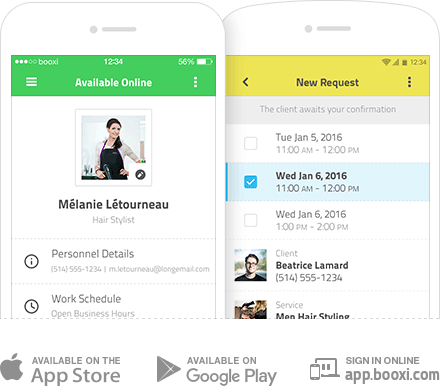 booxi 12:34 56%
Available Online
Mélanie Létourneau
Hair Stylist
Personnel Details
(514) 555-1234 | m.letourneau@longemail.com
Work Schedule
Open Business Hours
12:34
New Request
The client awaits your confirmation
Tue Jan 5, 2016
11:00 AM - 12:00 PM
Wed Jan 6, 2016
11:00 AM - 12:00 PM
Wed Jan 6, 2016
1:00 PM - 2:00 PM
Client
Beatrice Lamard
(514) 555-1234
Service
Men Hair Styling
AVAILABLE ON THE
App Store
AVAILABLE ON
Google Play
SIGN IN ONLINE
app.booxi.com